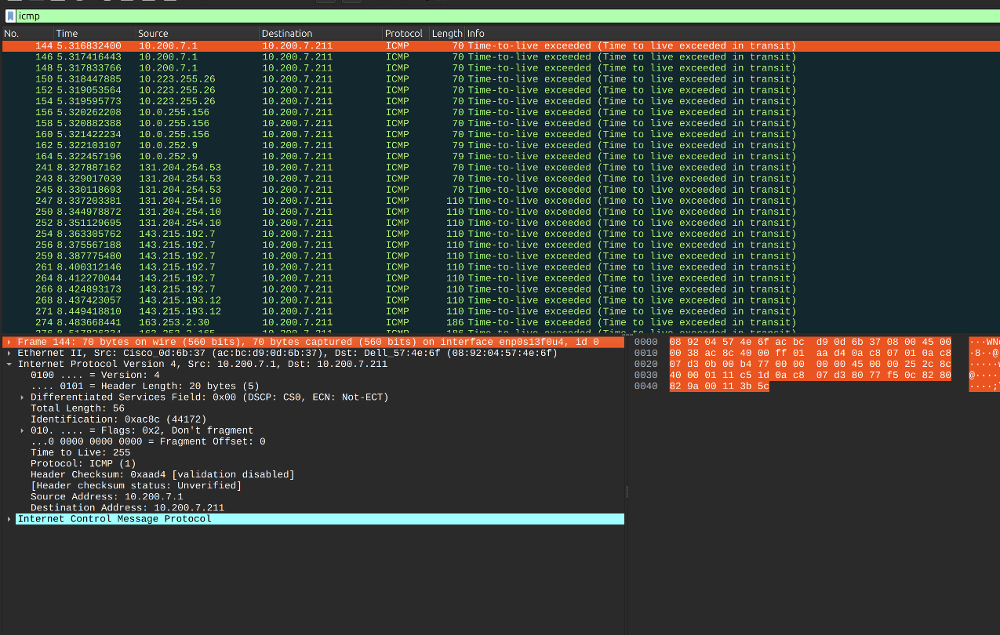 icmp
No. Time Source Destination Protocol Length Info
144 5.316832400 10.200.7.1 10.200.7.211 ICMP 70 Time-to-live exceeded (Time to live exceeded in transit)
146 5.317416443 10.200.7.1 10.200.7.211 ICMP 70 Time-to-live exceeded (Time to live exceeded in transit)
148 5.317833766 10.200.7.1 10.200.7.211 ICMP 70 Time-to-live exceeded (Time to live exceeded in transit)
150 5.318447885 10.223.255.26 10.200.7.211 ICMP 70 Time-to-live exceeded (Time to live exceeded in transit)
152 5.319053564 10.223.255.26 10.200.7.211 ICMP 70 Time-to-live exceeded (Time to live exceeded in transit)
154 5.319595773 10.223.255.26 10.200.7.211 ICMP 70 Time-to-live exceeded (Time to live exceeded in transit)
156 5.320262208 10.0.255.156 10.200.7.211 ICMP 70 Time-to-live exceeded (Time to live exceeded in transit)
158 5.320882388 10.0.255.156 10.200.7.211 ICMP 70 Time-to-live exceeded (Time to live exceeded in transit)
160 5.321422234 10.0.255.156 10.200.7.211 ICMP 70 Time-to-live exceeded (Time to live exceeded in transit)
162 5.322103107 10.0.252.9 10.200.7.211 ICMP 79 Time-to-live exceeded (Time to live exceeded in transit)
164 5.322457196 10.0.252.9 10.200.7.211 ICMP 79 Time-to-live exceeded (Time to live exceeded in transit)
241 8.327887162 131.204.254.53 10.200.7.211 ICMP 70 Time-to-live exceeded (Time to live exceeded in transit)
243 8.329017039 131.204.254.53 10.200.7.211 ICMP 70 Time-to-live exceeded (Time to live exceeded in transit)
245 8.330118693 131.204.254.53 10.200.7.211 ICMP 70 Time-to-live exceeded (Time to live exceeded in transit)
247 8.337203381 131.204.254.10 10.200.7.211 ICMP 110 Time-to-live exceeded (Time to live exceeded in transit)
250 8.344978872 131.204.254.10 10.200.7.211 ICMP 110 Time-to-live exceeded (Time to live exceeded in transit)
252 8.351129695 131.204.254.10 10.200.7.211 ICMP 110 Time-to-live exceeded (Time to live exceeded in transit)
254 8.363305762 143.215.192.7 10.200.7.211 ICMP 110 Time-to-live exceeded (Time to live exceeded in transit)
256 8.375567188 143.215.192.7 10.200.7.211 ICMP 110 Time-to-live exceeded (Time to live exceeded in transit)
259 8.387775480 143.215.192.7 10.200.7.211 ICMP 110 Time-to-live exceeded (Time to live exceeded in transit)
261 8.400312146 143.215.192.7 10.200.7.211 ICMP 110 Time-to-live exceeded (Time to live exceeded in transit)
264 8.412270044 143.215.192.7 10.200.7.211 ICMP 110 Time-to-live exceeded (Time to live exceeded in transit)
266 8.424893173 143.215.192.7 10.200.7.211 ICMP 110 Time-to-live exceeded (Time to live exceeded in transit)
268 8.437423057 143.215.193.12 10.200.7.211 ICMP 110 Time-to-live exceeded (Time to live exceeded in transit)
271 8.449418810 143.215.193.12 10.200.7.211 ICMP 110 Time-to-live exceeded (Time to live exceeded in transit)
274 8.483668441 163.253.2.30 10.200.7.211 ICMP 186 Time-to-live exceeded (Time to live exceeded in transit)
Frame 144: 70 bytes on wire (560 bits), 70 bytes captured (560 bits) on interface enp0s13f0u4, id 0
Ethernet II, Src: Cisco_0d:6b:37 (ac:bc:d9:0d:6b:37), Dst: Dell_57:4e:6f (08:92:04:57:4e:6f)
Internet Protocol Version 4, Src: 10.200.7.1, Dst: 10.200.7.211
0100 .... = Version: 4
.... 0101 = Header Length: 20 bytes (5)
Differentiated Services Field: 0x00 (DSCP: CS0, ECN: Not-ECT)
Total Length: 56
Identification: 0xac8c (44172)
010. .... = Flags: 0x2, Don't fragment
...0 0000 0000 0000 = Fragment Offset: 0
Time to Live: 255
Protocol: ICMP (1)
Header Checksum: 0xaad4 [validation disabled]
[Header checksum status: Unverified]
Source Address: 10.200.7.1
Destination Address: 10.200.7.211
Internet Control Message Protocol
0000 08 92 04 57 4e 6f ac bc d9 0d 6b 37 08 00 45 00 ···WNo
0010 00 38 ac 8c 40 00 ff 01 aa d4 0a c8 07 01 0a c8 ·8··@·
0020 07 d3 0b 00 b4 77 00 00 00 00 45 00 00 25 2c 8c ·····w
0030 40 00 01 11 c5 1d 0a c8 07 d3 80 77 f5 0c 82 80 @·····
0040 82 9a 00 11 3b 5c ····;\